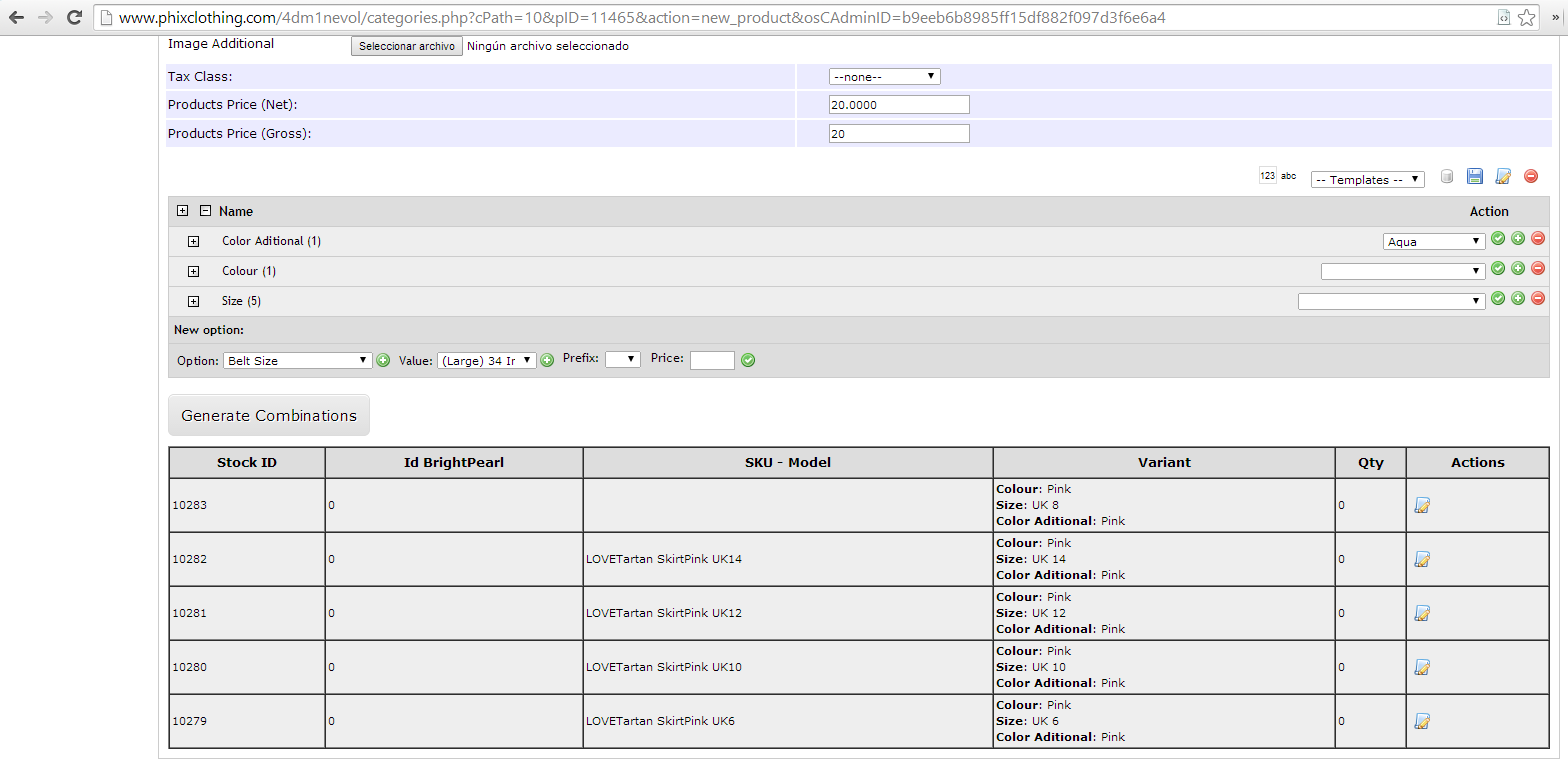 www.phixclothing.com/4dm1nevol/categories.php?cPath=10&pID=11465&action=new_product&osCAdminID=b9eeb6b8985ff15df882f097d3f6e6a4
Image Additional Seleccionar archivo Ningún archivo seleccionado
Tax Class: --none--
Products Price (Net): 20.0000
Products Price (Gross): 20
123 abc -- Templates --
Name Action
Color Aditional (1) Aqua
Colour (1)
Size (5)
New option:
Option: Belt Size Value: (Large) 34 Ir Prefix: Price:
Generate Combinations
Stock ID Id BrightPearl SKU - Model Variant Qty Actions
Colour: Pink
10283 0 Size: UK 8 0
Color Aditional: Pink
Colour: Pink
10282 0 LOVETartan SkirtPink UK14 Size: UK 14 0
Color Aditional: Pink
Colour: Pink
10281 0 LOVETartan SkirtPink UK12 Size: UK 12 0
Color Aditional: Pink
Colour: Pink
10280 0 LOVETartan SkirtPink UK10 Size: UK 10 0
Color Aditional: Pink
Colour: Pink
10279 0 LOVETartan SkirtPink UK6 Size: UK 6 0
Color Aditional: Pink